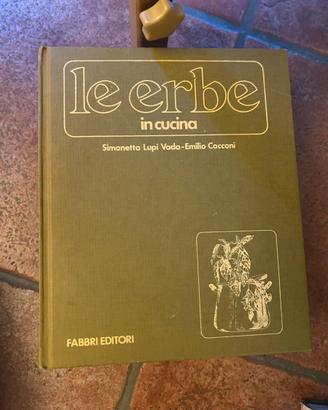 le erbe
in cucina
Simonetta Lupi Vada-Emilio Cocconi
FABBRI EDITORI